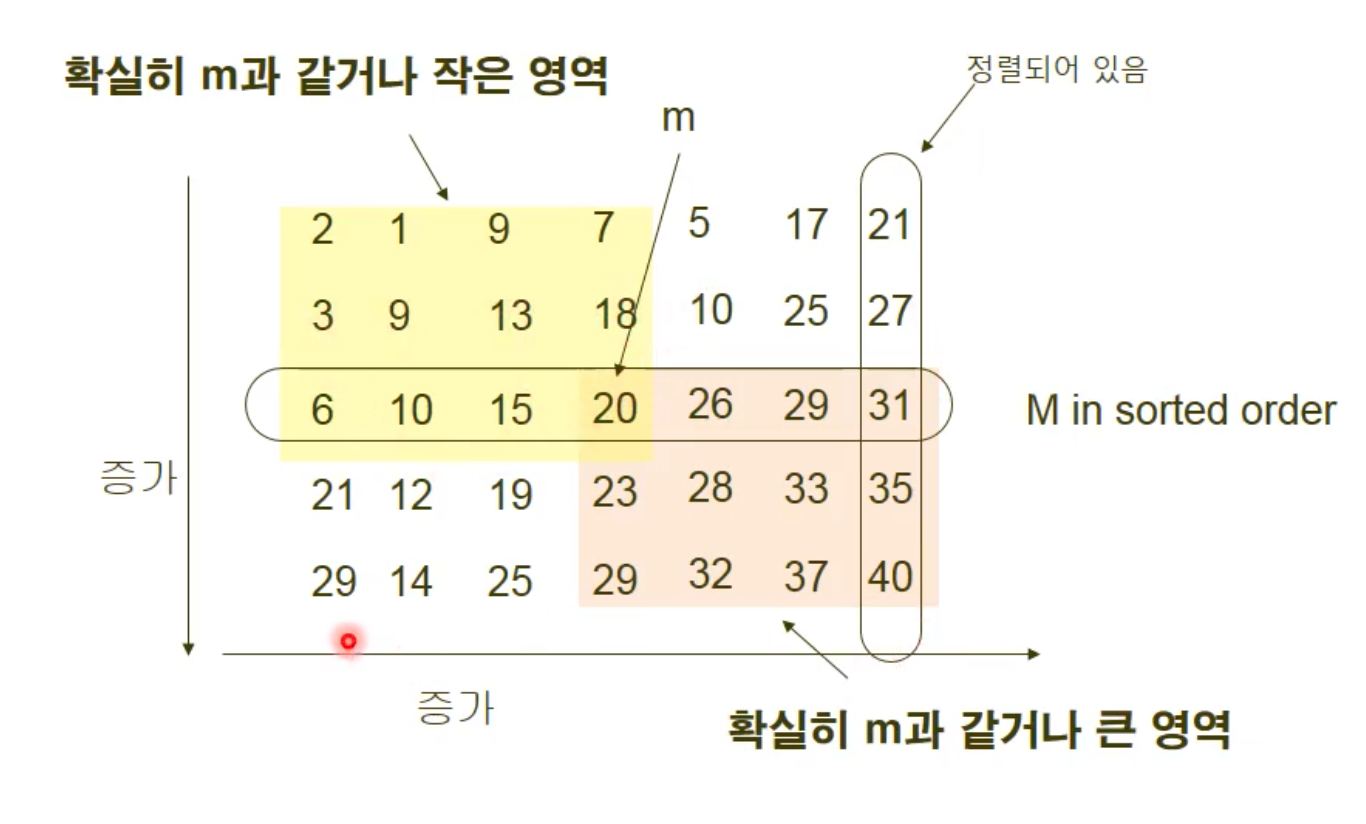 확실히 m과 같거나 작은 영역
정렬되어 있음
m
2 1 9 7 5 17 21
3 9 13 18 10 25 27
6 10 15 20 26 29 31
M in sorted order
증가
21 12 19 23 28 33 35
29 14 25 29 32 37 40
증가
확실히 m과 같거나 큰 영역